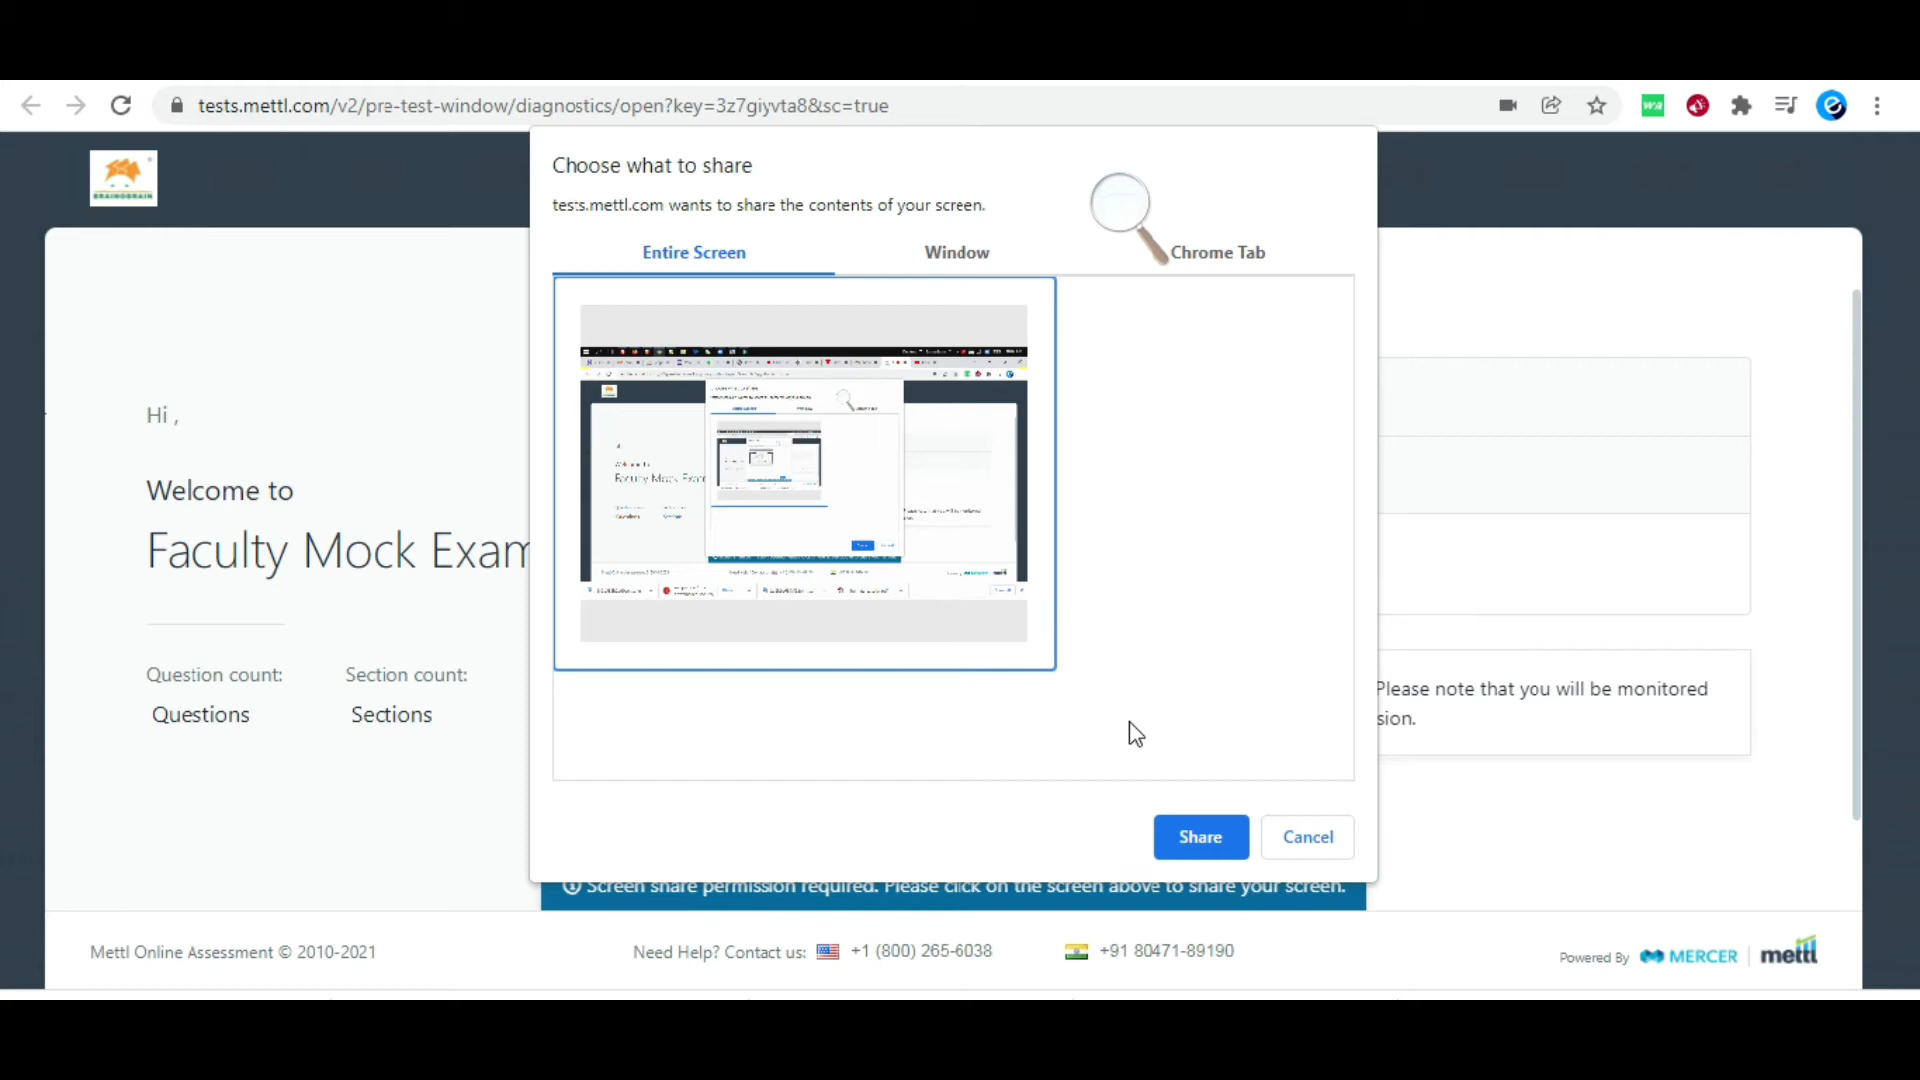 tests.mettl.com/v2/pre-test-window/diagnostics/open?key=3z7giyvta8&sc=true
BRAINOBRAIN
Choose what to share
tests.mettl.com wants to share the contents of your screen.
Entire Screen
Window
Chrome Tab
Hi ,
Welcome to
Faculty Mock Exam
Question count:
Section count:
Questions
Sections
Faculty Mock Exam
Please note that you will be monitored
sion.
Share
Cancel
Screen share permission required. Please click on the screen above to share your screen.
Mettl Online Assessment © 2010-2021
Need Help? Contact us:
+1 (800) 265-6038
+91 80471-89190
Powered By
MERCER
mettl